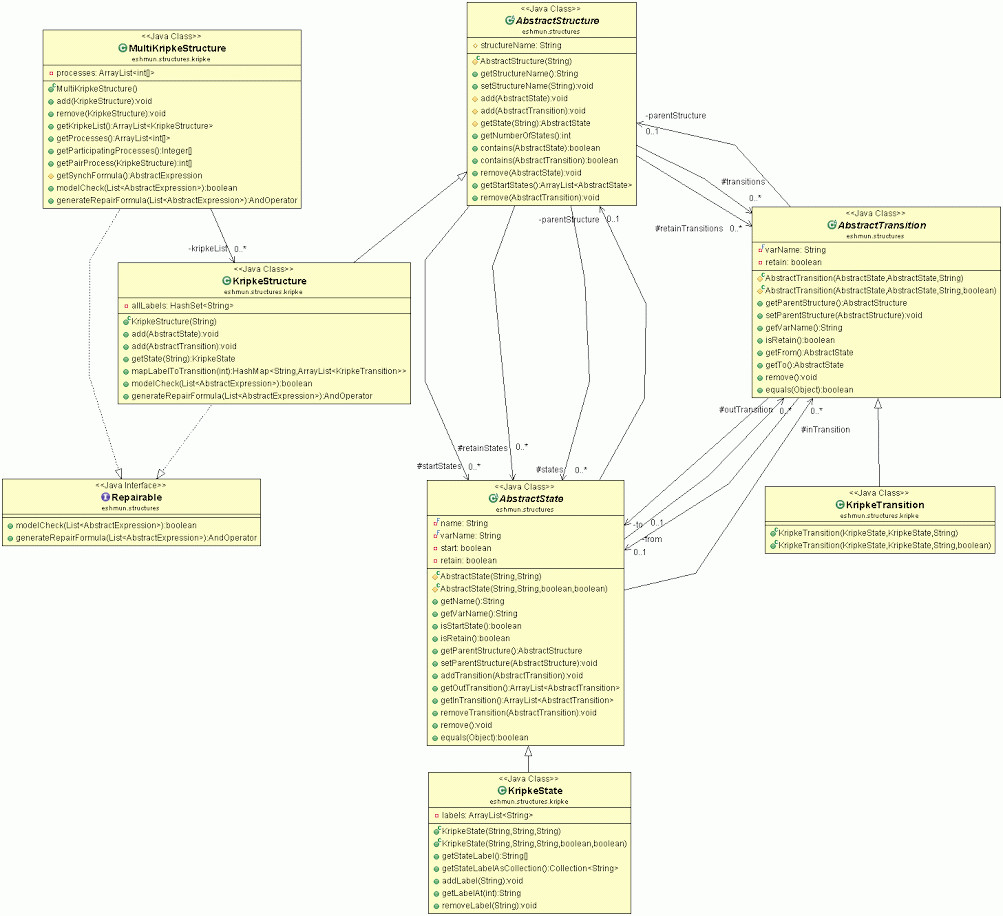 <<Java Class>>
MultiKripkeStructure
eshmun.structures.kripke
processes: ArrayList<int[]>
MultiKripkeStructure()
add(KripkeStructure):void
remove(KripkeStructure):void
getKripkeList():ArrayList<KripkeStructure>
getProcesses():ArrayList<int[]>
getParticipatingProcesses():Integer[]
getPairProcess(KripkeStructure):int[]
getSynchFormula():AbstractExpression
modelCheck(List<AbstractExpression>):boolean
generateRepairFormula(List<AbstractExpression>):AndOperator
<<Java Class>>
AbstractStructure
eshmun.structures
structureName: String
AbstractStructure(String)
getStructureName():String
setStructureName(String):void
add(AbstractState):void
add(AbstractTransition):void
getState(String):AbstractState
getNumberOfStates():int
contains(AbstractState):boolean
contains(AbstractTransition):boolean
remove(AbstractState):void
getStartStates():ArrayList<AbstractState>
remove(AbstractTransition):void
-parentStructure
0..1
#transitions
0..*
#retainTransitions 0..*
-parentStructure 0..1
-kripkeList 0..*
<<Java Class>>
AbstractTransition
eshmun.structures
varName: String
retain: boolean
AbstractTransition(AbstractState,AbstractState,String)
AbstractTransition(AbstractState,AbstractState,String,boolean)
getParentStructure():AbstractStructure
setParentStructure(AbstractStructure):void
getVarName():String
isRetain():boolean
getFrom():AbstractState
getTo():AbstractState
remove():void
equals(Object):boolean
<<Java Class>>
KripkeStructure
eshmun.structures.kripke
allLabels: HashSet<String>
KripkeStructure(String)
add(AbstractState):void
add(AbstractTransition):void
getState(String):KripkeState
mapLabelToTransition(int):HashMap<String,ArrayList<KripkeTransition>>
modelCheck(List<AbstractExpression>):boolean
generateRepairFormula(List<AbstractExpression>):AndOperator
#outTransition 0..*
0..*
#inTransition
#retainStates 0..*
#startStates 0..*
#states 0..*
<<Java Interface>>
Repairable
eshmun.structures
modelCheck(List<AbstractExpression>):boolean
generateRepairFormula(List<AbstractExpression>):AndOperator
<<Java Class>>
AbstractState
eshmun.structures
name: String
varName: String
start: boolean
retain: boolean
AbstractState(String,String)
AbstractState(String,String,boolean,boolean)
getName():String
getVarName():String
isStartState():boolean
isRetain():boolean
getParentStructure():AbstractStructure
setParentStructure(AbstractStructure):void
addTransition(AbstractTransition):void
getOutTransition():ArrayList<AbstractTransition>
getInTransition():ArrayList<AbstractTransition>
removeTransition(AbstractTransition):void
remove():void
equals(Object):boolean
-to 0..1
-from
0..1
<<Java Class>>
KripkeTransition
eshmun.structures.kripke
KripkeTransition(KripkeState,KripkeState,String)
KripkeTransition(KripkeState,KripkeState,String,boolean)
<<Java Class>>
KripkeState
eshmun.structures.kripke
labels: ArrayList<String>
KripkeState(String,String,String)
KripkeState(String,String,String,boolean,boolean)
getStateLabel():String[]
getStateLabelAsCollection():Collection<String>
addLabel(String):void
getLabelAt(int):String
removeLabel(String):void